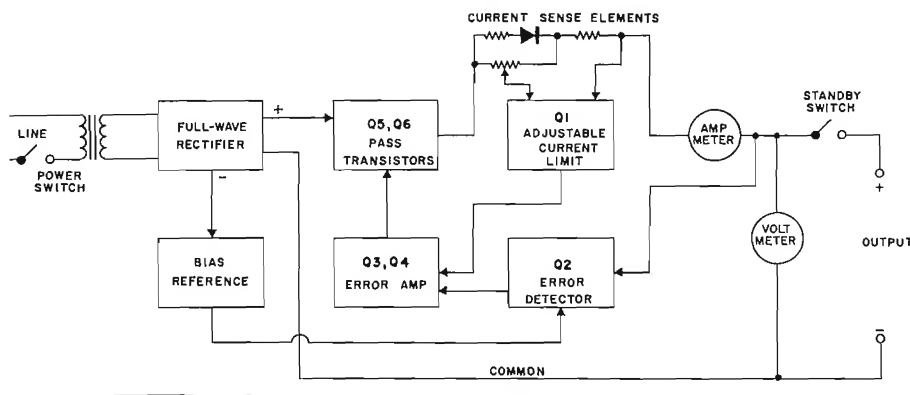 CURRENT SENSE ELEMENTS
LINE
POWER
SWITCH
FULL-WAVE
RECTIFIER
+
−
Q5, Q6
PASS
TRANSISTORS
Q1
ADJUSTABLE
CURRENT
LIMIT
AMP
METER
STANDBY
SWITCH
+
VOLT
METER
OUTPUT
−
BIAS
REFERENCE
Q3, Q4
ERROR AMP
Q2
ERROR
DETECTOR
COMMON